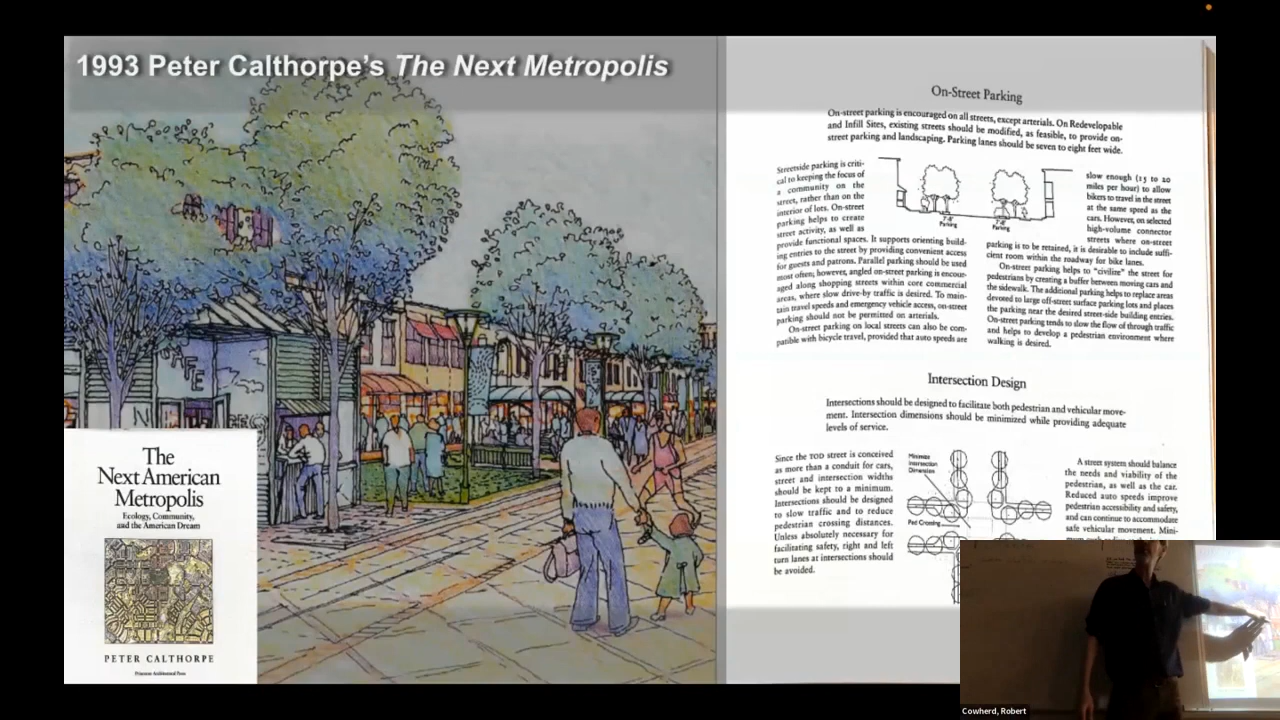 1993 Peter Calthorpe's The Next Metropolis
On-Street Parking
On-street parking is encouraged on all streets, except arterials. On Redevelopable
and Infill Sites, existing streets should be modified, as feasible, to provide on-
street parking and landscaping. Parking lanes should be seven to eight feet wide.
Streetside parking is criti-
cal to keeping the focus of
a community on the
street, rather than on the
interior of lots. On-street
parking helps to create
street activity, as well as
provide functional spaces. It supports orienting build-
ing entries to the street by providing convenient access
for guests and patrons. Parallel parking should be used
most often; however, angled on-street parking is encour-
aged along shopping streets within core commercial
areas, where slow drive-by traffic is desired. To main-
tain travel speeds and emergency vehicle access, on-street
parking should not be permitted on arterials.
On-street parking on local streets can also be com-
patible with bicycle travel, provided that auto speeds are
7'-8'
Parking
7'-8'
Parking
slow enough (15 to 20
miles per hour) to allow
bikers to travel in the street
at the same speed as the
cars. However, on selected
high-volume connector
streets where on-street
parking is to be retained, it is desirable to include suffi-
cient room within the roadway for bike lanes.
On-street parking helps to "civilize" the street for
pedestrians by creating a buffer between moving cars and
the sidewalk. The additional parking helps to replace areas
devoted to large off-street surface parking lots and places
the parking near the desired street-side building entries.
On-street parking tends to slow the flow of through traffic
and helps to develop a pedestrian environment where
walking is desired.
Intersection Design
Intersections should be designed to facilitate both pedestrian and vehicular move-
ment. Intersection dimensions should be minimized while providing adequate
levels of service.
Since the TOD street is conceived
as more than a conduit for cars,
street and intersection widths
should be kept to a minimum.
Intersections should be designed
to slow traffic and to reduce
pedestrian crossing distances.
Unless absolutely necessary for
facilitating safety, right and left
turn lanes at intersections should
be avoided.
Minimize
Intersection
Dimension
Ped Crossing
A street system should balance
the needs and viability of the
pedestrian, as well as the car.
Reduced auto speeds improve
pedestrian accessibility and safety,
and can continue to accommodate
safe vehicular movement. Mini-
The
Next American
Metropolis
Ecology, Community,
and the American Dream
PETER CALTHORPE
Princeton Architectural Press
Cowherd, Robert